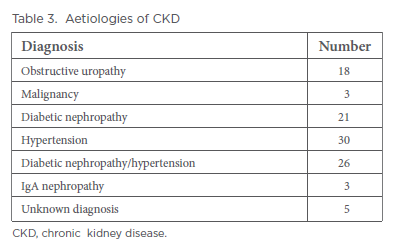 Table 3. Aetiologies of CKD
Diagnosis Number
Obstructive uropathy 18
Malignancy 3
Diabetic nephropathy 21
Hypertension 30
Diabetic nephropathy/hypertension 26
IgA nephropathy 3
Unknown diagnosis 5
CKD, chronic kidney disease.